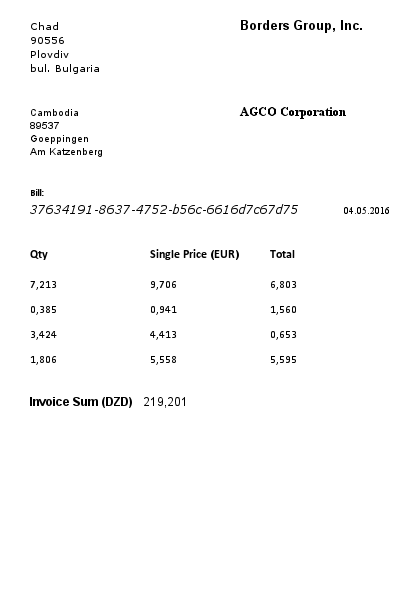 Chad
Borders Group, Inc.
90556
Plovdiv
bul. Bulgaria
Cambodia
AGCO Corporation
89537
Goeppingen
Am Katzenberg
Bill:
37634191-8637-4752-b56c-6616d7c67d75 04.05.2016
Qty Single Price (EUR) Total
7,213 9,706 6,803
0,385 0,941 1,560
3,424 4,413 0,653
1,806 5,558 5,595
Invoice Sum (DZD) 219,201